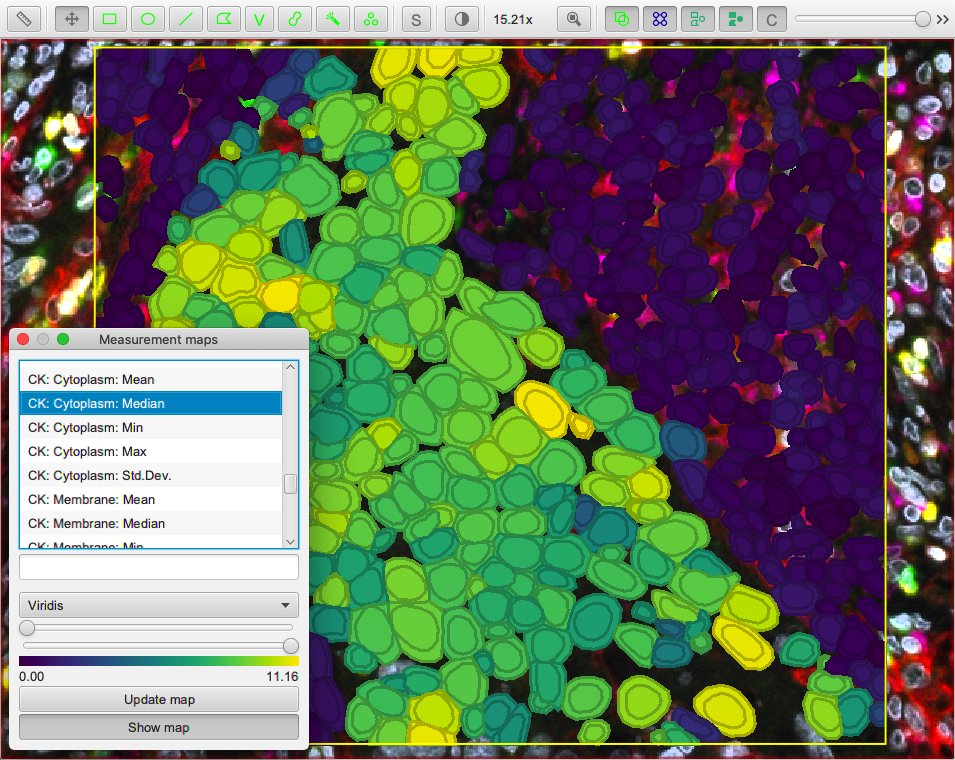 S
15.21x
C
Measurement maps
CK: Cytoplasm: Mean
CK: Cytoplasm: Median
CK: Cytoplasm: Min
CK: Cytoplasm: Max
CK: Cytoplasm: Std.Dev.
CK: Membrane: Mean
CK: Membrane: Median
CK: Membrane: Min
Viridis
0.00 11.16
Update map
Show map